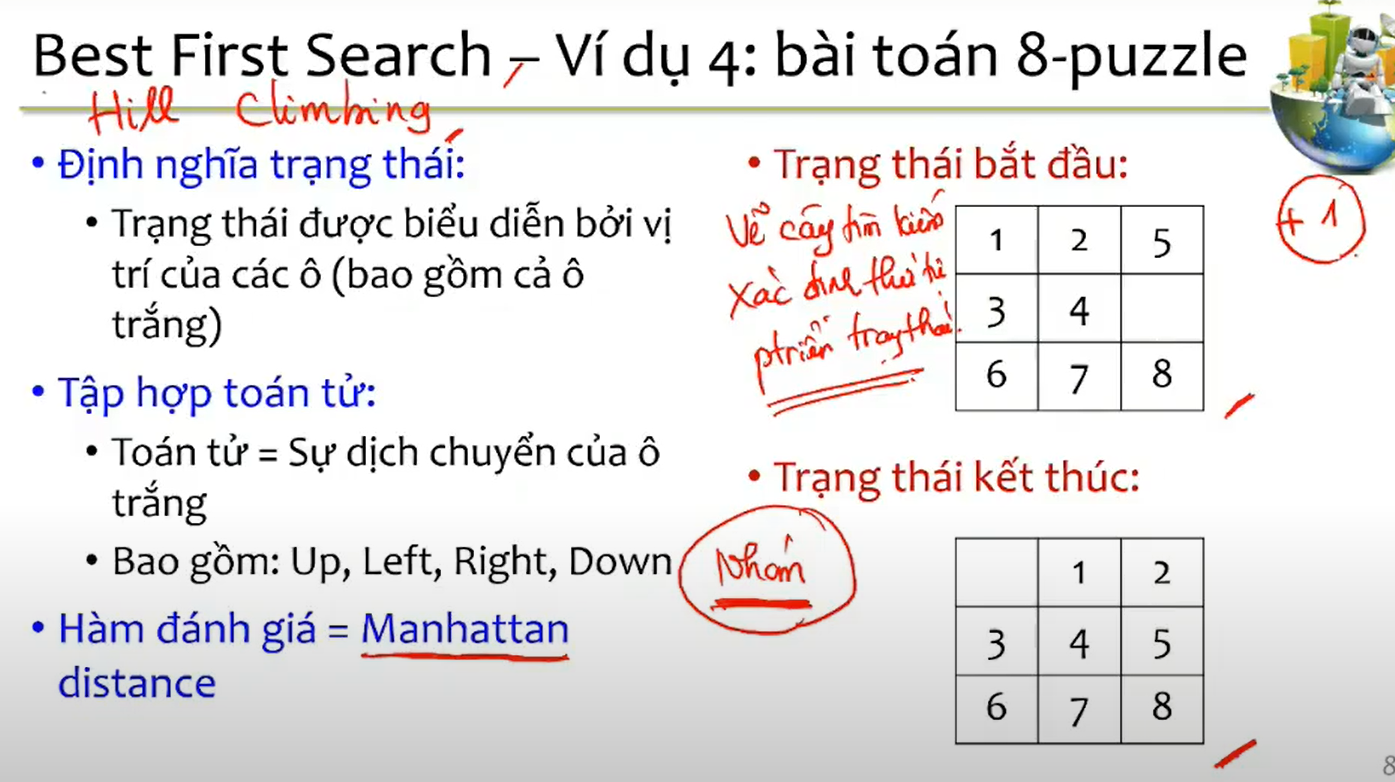 Best First Search – Ví dụ 4: bài toán 8-puzzle
Hill Climbing
• Định nghĩa trạng thái:
• Trạng thái được biểu diễn bởi vị
trí của các ô (bao gồm cả ô
trắng)
• Tập hợp toán tử:
• Toán tử = Sự dịch chuyển của ô
trắng
• Bao gồm: Up, Left, Right, Down
• Hàm đánh giá = Manhattan
distance
• Trạng thái bắt đầu:
+ 1
Vẽ cây tìm kiếm
Xác định thứ tự
ptriển trạng thái.
1 2 5
3 4
6 7 8
• Trạng thái kết thúc:
Nhóm
1 2
3 4 5
6 7 8
8